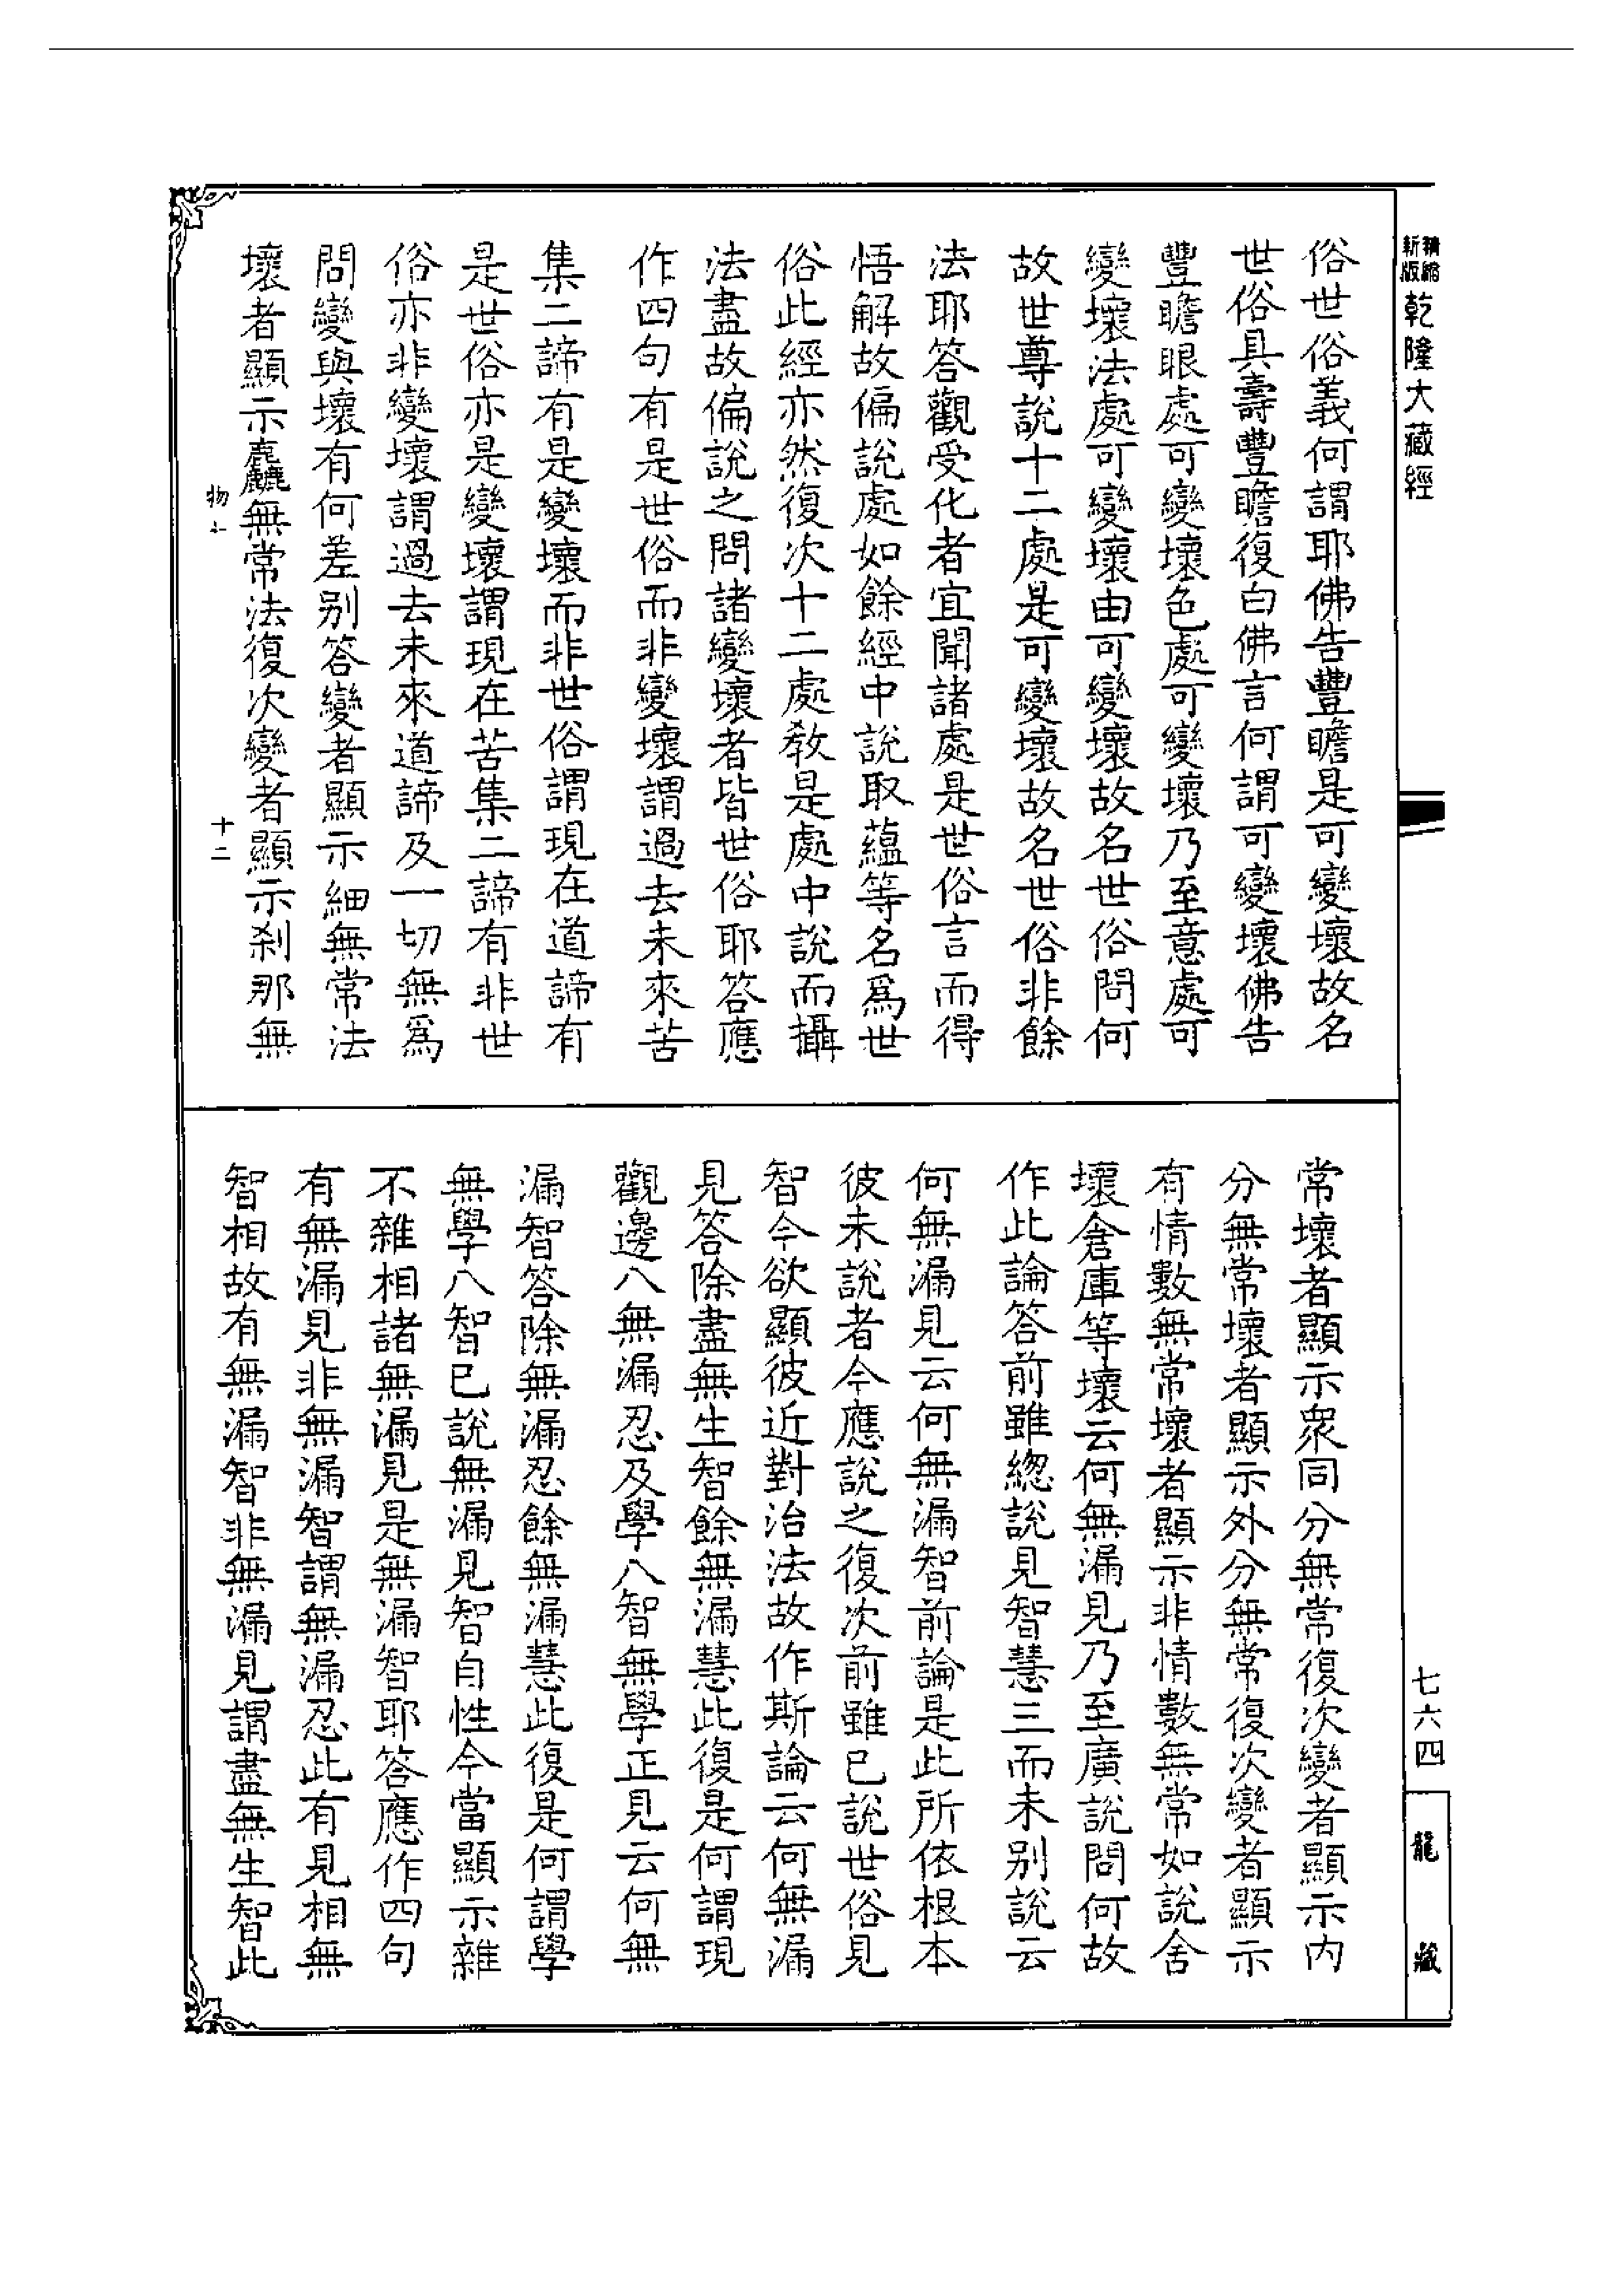 精縮
新版
乾隆大藏經
俗世俗義何謂耶佛告豐瞻是可變壞故名
世俗具壽豐瞻復白佛言何謂可變壞佛告
豐瞻眼處可變壞色處可變壞乃至意處可
變壞法處可變壞由可變壞故名世俗問何
故世尊說十二處是可變壞故名世俗非餘
法耶答觀受化者宜聞諸處是世俗言而得
悟解故偏說處如餘經中說取蘊等名爲世
俗此經亦然復次十二處教是處中說而攝
法盡故偏說之問諸變壞者皆世俗耶答應
作四句有是世俗而非變壞謂過去未來苦
集二諦有是變壞而非世俗謂現在道諦有
是世俗亦是變壞謂現在苦集二諦有非世
俗亦非變壞謂過去未來道諦及一切無爲
問變與壞有何差別答變者顯示細無常法
壞者顯示麤無常法復次變者顯示剎那無
物七
十二
常壞者顯示衆同分無常復次變者顯示內
分無常壞者顯示外分無常復次變者顯示
有情數無常壞者顯示非情數無常如說舍
壞倉庫等壞云何無漏見乃至廣說問何故
作此論答前雖緫說見智慧三而未別說云
何無漏見云何無漏智前論是此所依根本
彼未說者今應說之復次前雖已說世俗見
智今欲顯彼近對治法故作斯論云何無漏
見答除盡無生智餘無漏慧此復是何謂現
觀邊八無漏忍及學八智無學正見云何無
漏智答除無漏忍餘無漏慧此復是何謂學
無學八智已說無漏見智自性今當顯示雜
不雜相諸無漏見是無漏智耶答應作四句
有無漏見非無漏智謂無漏忍此有見相無
智相故有無漏智非無漏見謂盡無生智此
七六四
龍藏